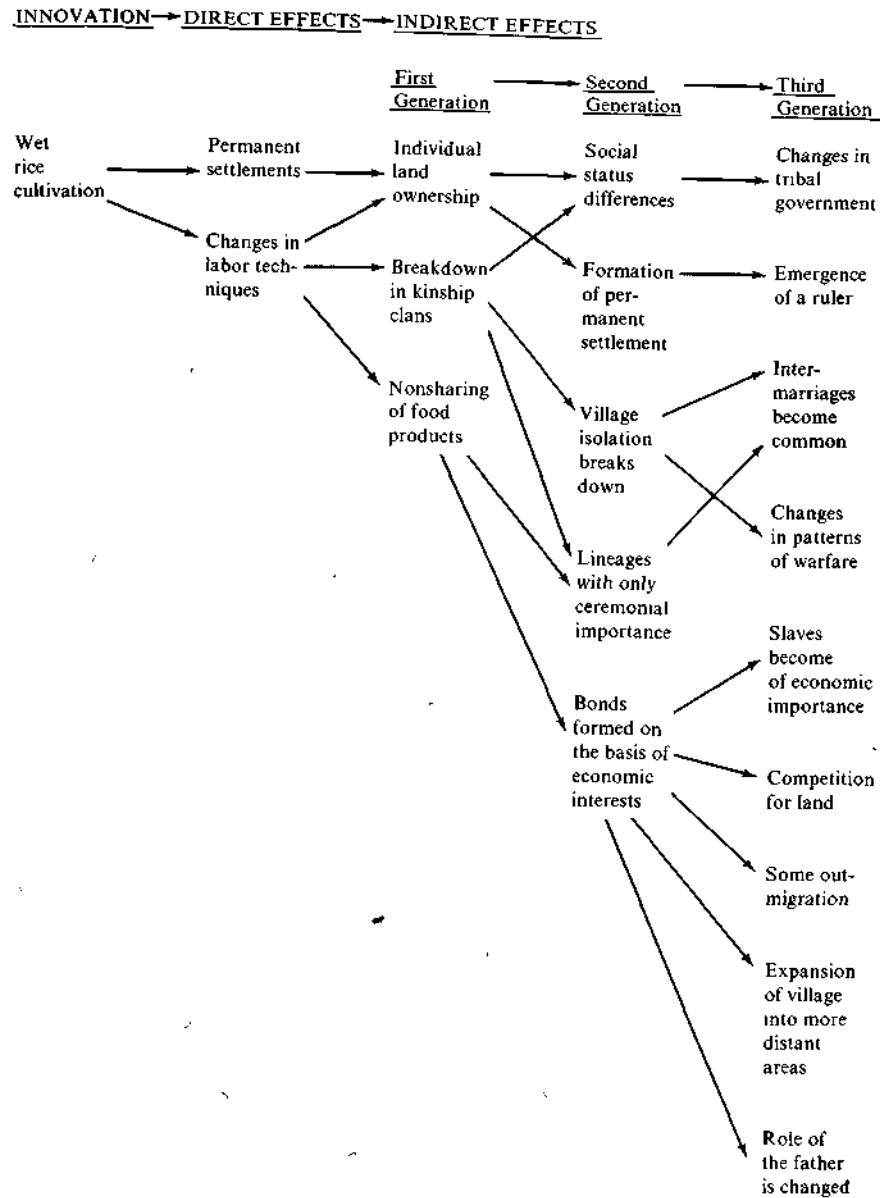 INNOVATION → DIRECT EFFECTS → INDIRECT EFFECTS
First Generation → Second Generation → Third Generation
Wet
rice
cultivation
Permanent
settlements
Changes in
labor tech-
niques
Individual
land
ownership
Breakdown
in kinship
clans
Nonsharing
of food
products
Social
status
differences
Formation
of per-
manent
settlement
Village
isolation
breaks
down
Lineages
with only
ceremonial
importance
Bonds
formed on
the basis of
economic
interests
Changes in
tribal
government
Emergence
of a ruler
Inter-
marriages
become
common
Changes
in patterns
of warfare
Slaves
become
of economic
importance
Competition
for land
Some out-
migration
Expansion
of village
into more
distant
areas
Role of
the father
is changed